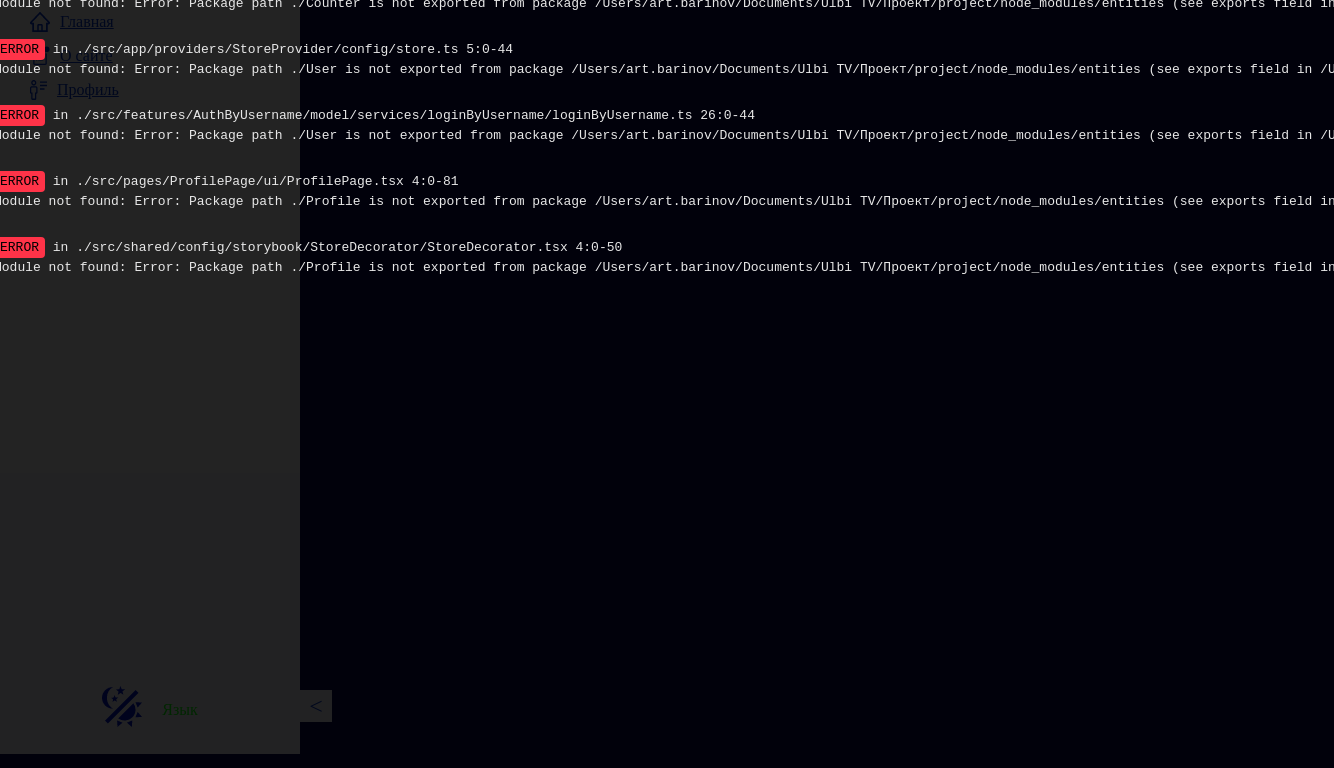 Module not found: Error: Package path ./Counter is not exported from package /Users/art.barinov/Documents/Ulbi TV/Проект/project/node_modules/entities (see exports field in
Главная
ERROR in ./src/app/providers/StoreProvider/config/store.ts 5:0-44
О сайте
Module not found: Error: Package path ./User is not exported from package /Users/art.barinov/Documents/Ulbi TV/Проект/project/node_modules/entities (see exports field in /U
Профиль
ERROR in ./src/features/AuthByUsername/model/services/loginByUsername/loginByUsername.ts 26:0-44
Module not found: Error: Package path ./User is not exported from package /Users/art.barinov/Documents/Ulbi TV/Проект/project/node_modules/entities (see exports field in /U
ERROR in ./src/pages/ProfilePage/ui/ProfilePage.tsx 4:0-81
Module not found: Error: Package path ./Profile is not exported from package /Users/art.barinov/Documents/Ulbi TV/Проект/project/node_modules/entities (see exports field in
ERROR in ./src/shared/config/storybook/StoreDecorator/StoreDecorator.tsx 4:0-50
Module not found: Error: Package path ./Profile is not exported from package /Users/art.barinov/Documents/Ulbi TV/Проект/project/node_modules/entities (see exports field in
Язык
<